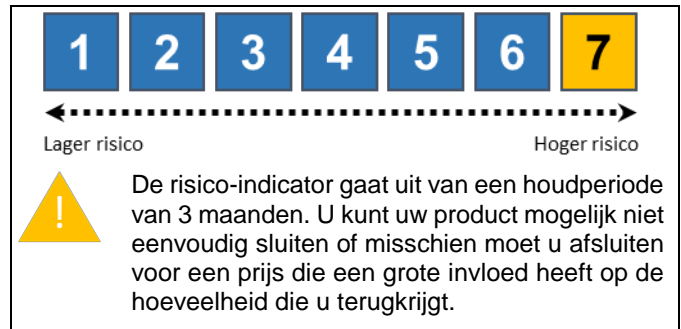 1 2 3 4 5 6 7
Lager risico Hoger risico
!
De risico-indicator gaat uit van een houdperiode
van 3 maanden. U kunt uw product mogelijk niet
eenvoudig sluiten of misschien moet u afsluiten
voor een prijs die een grote invloed heeft op de
hoeveelheid die u terugkrijgt.